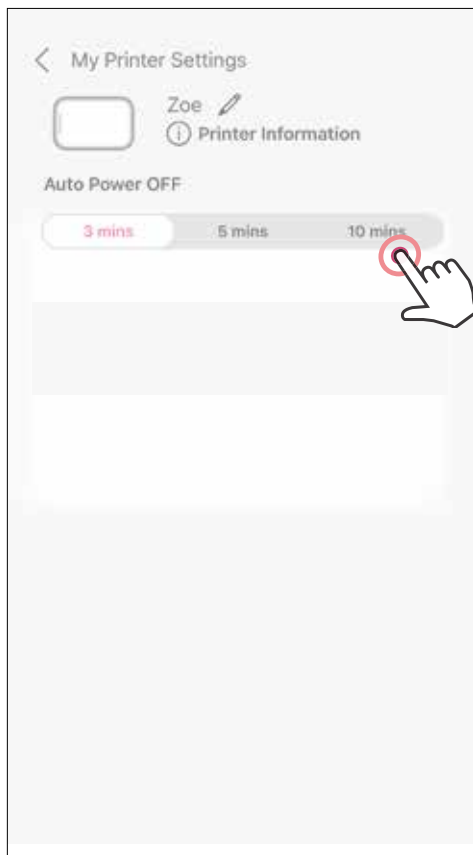 My Printer Settings
Zoe
Printer Information
Auto Power OFF
3 mins 5 mins 10 mins